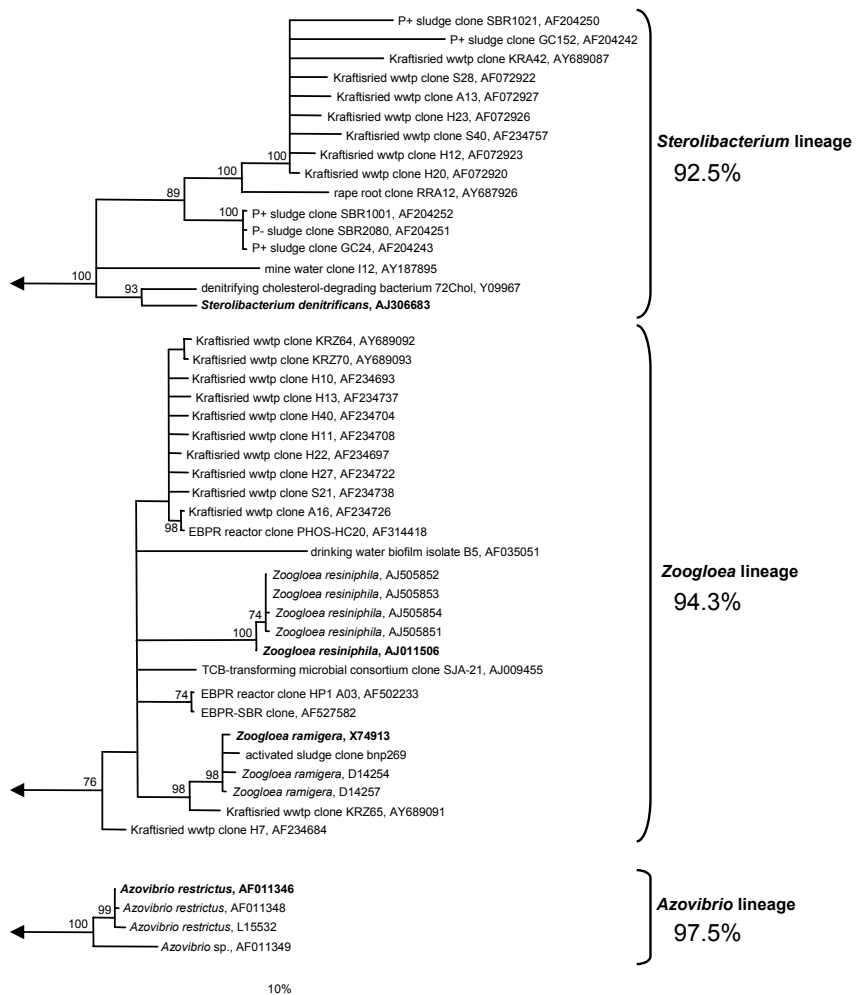 P+ sludge clone SBR1021, AF204250
P+ sludge clone GC152, AF204242
Kraftisried wwtp clone KRA42, AY689087
Kraftisried wwtp clone S28, AF072922
Kraftisried wwtp clone A13, AF072927
Kraftisried wwtp clone H23, AF072926
Kraftisried wwtp clone S40, AF234757
Kraftisried wwtp clone H12, AF072923
100
Kraftisried wwtp clone H20, AF072920
100
rape root clone RRA12, AY687926
89
P+ sludge clone SBR1001, AF204252
100
P- sludge clone SBR2080, AF204251
P+ sludge clone GC24, AF204243
mine water clone I12, AY187895
100
denitrifying cholesterol-degrading bacterium 72Chol, Y09967
93
Sterolibacterium denitrificans, AJ306683
Sterolibacterium lineage
92.5%
Kraftisried wwtp clone KRZ64, AY689092
Kraftisried wwtp clone KRZ70, AY689093
Kraftisried wwtp clone H10, AF234693
Kraftisried wwtp clone H13, AF234737
Kraftisried wwtp clone H40, AF234704
Kraftisried wwtp clone H11, AF234708
Kraftisried wwtp clone H22, AF234697
Kraftisried wwtp clone H27, AF234722
Kraftisried wwtp clone S21, AF234738
Kraftisried wwtp clone A16, AF234726
98
EBPR reactor clone PHOS-HC20, AF314418
drinking water biofilm isolate B5, AF035051
Zoogloea resiniphila, AJ505852
Zoogloea resiniphila, AJ505853
74
Zoogloea resiniphila, AJ505854
100
Zoogloea resiniphila, AJ505851
Zoogloea resiniphila, AJ011506
TCB-transforming microbial consortium clone SJA-21, AJ009455
74
EBPR reactor clone HP1 A03, AF502233
EBPR-SBR clone, AF527582
Zoogloea ramigera, X74913
activated sludge clone bnp269
98
Zoogloea ramigera, D14254
98
Zoogloea ramigera, D14257
76
Kraftisried wwtp clone KRZ65, AY689091
Kraftisried wwtp clone H7, AF234684
Zoogloea lineage
94.3%
Azovibrio restrictus, AF011346
99
Azovibrio restrictus, AF011348
100
Azovibrio restrictus, L15532
Azovibrio sp., AF011349
Azovibrio lineage
97.5%
10%